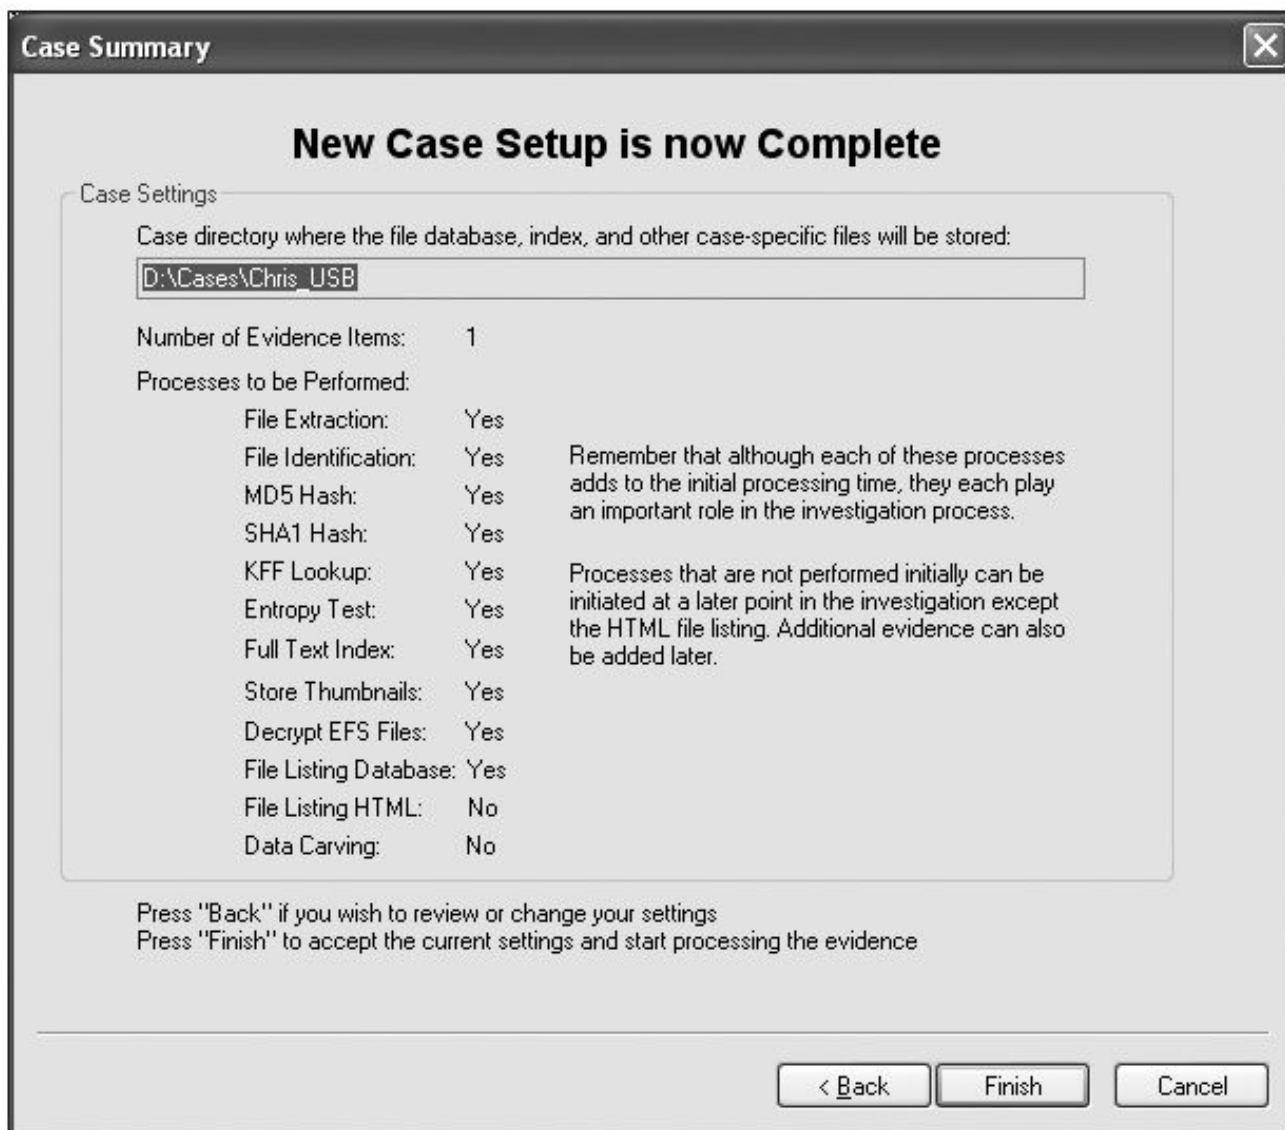 Case Summary
New Case Setup is now Complete
Case Settings
Case directory where the file database, index, and other case-specific files will be stored:
D:\Cases\Chris_USB
Number of Evidence Items: 1
Processes to be Performed:
File Extraction: Yes
File Identification: Yes
MD5 Hash: Yes
SHA1 Hash: Yes
KFF Lookup: Yes
Entropy Test: Yes
Full Text Index: Yes
Store Thumbnails: Yes
Decrypt EFS Files: Yes
File Listing Database: Yes
File Listing HTML: No
Data Carving: No
Remember that although each of these processes
adds to the initial processing time, they each play
an important role in the investigation process.
Processes that are not performed initially can be
initiated at a later point in the investigation except
the HTML file listing. Additional evidence can also
be added later.
Press "Back" if you wish to review or change your settings
Press "Finish" to accept the current settings and start processing the evidence
< Back
Finish
Cancel